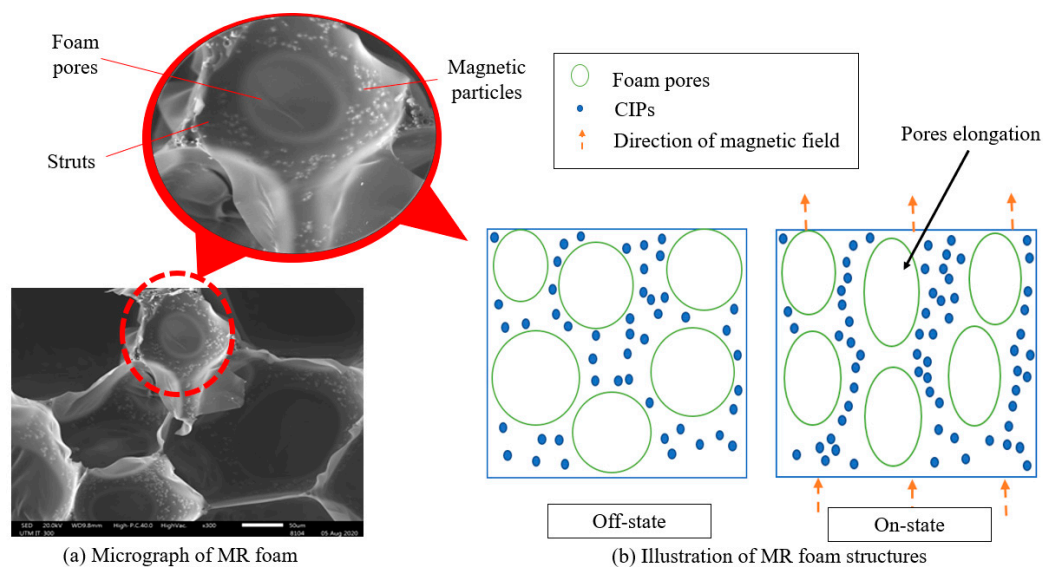 Foam
pores
Magnetic
particles
Struts
Foam pores
CIPs
Direction of magnetic field
Pores elongation
SED 20.0kV WD9.8mm High-P.C.40.0 HighVac. x300 50um
UTM IT 300 8104 05 Aug 2020
Off-state
On-state
(a) Micrograph of MR foam
(b) Illustration of MR foam structures